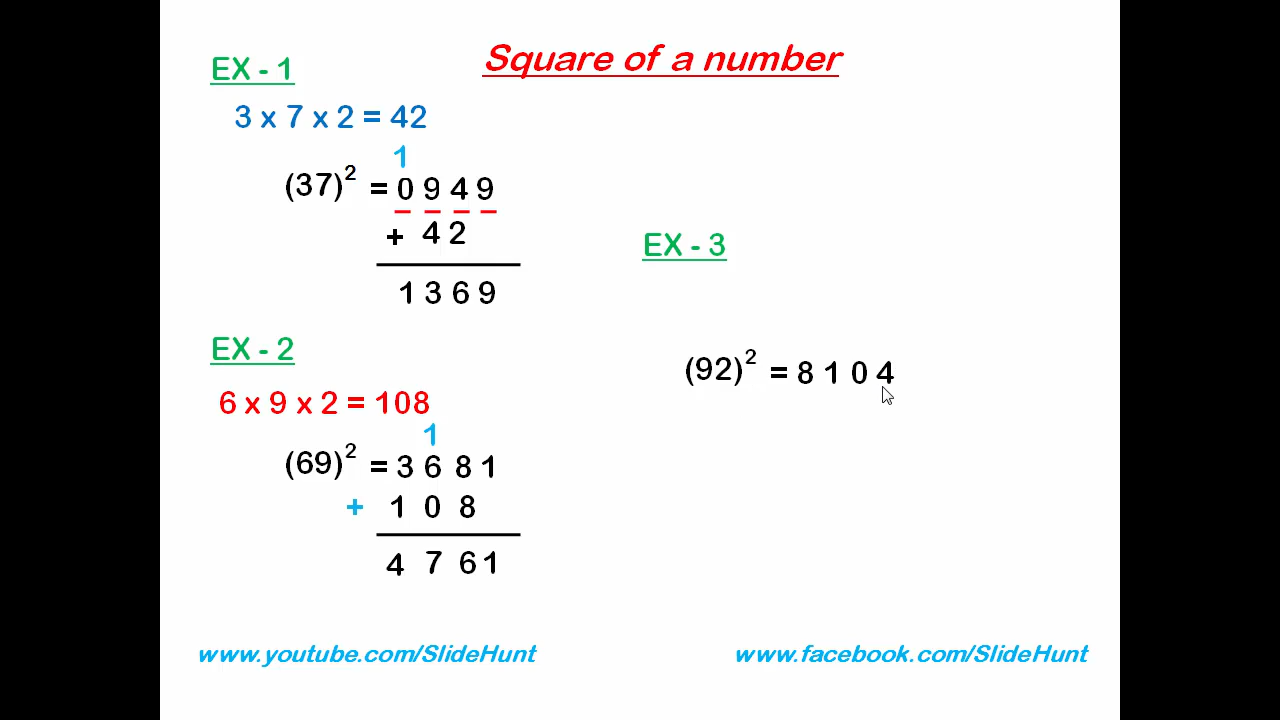 Square of a number
EX - 1
3 x 7 x 2 = 42
1
(37)² = 0 9 4 9
+ 4 2
1 3 6 9
EX - 2
6 x 9 x 2 = 108
1
(69)² = 3 6 8 1
+ 1 0 8
4 7 6 1
EX - 3
(92)² = 8 1 0 4
www.youtube.com/SlideHunt
www.facebook.com/SlideHunt